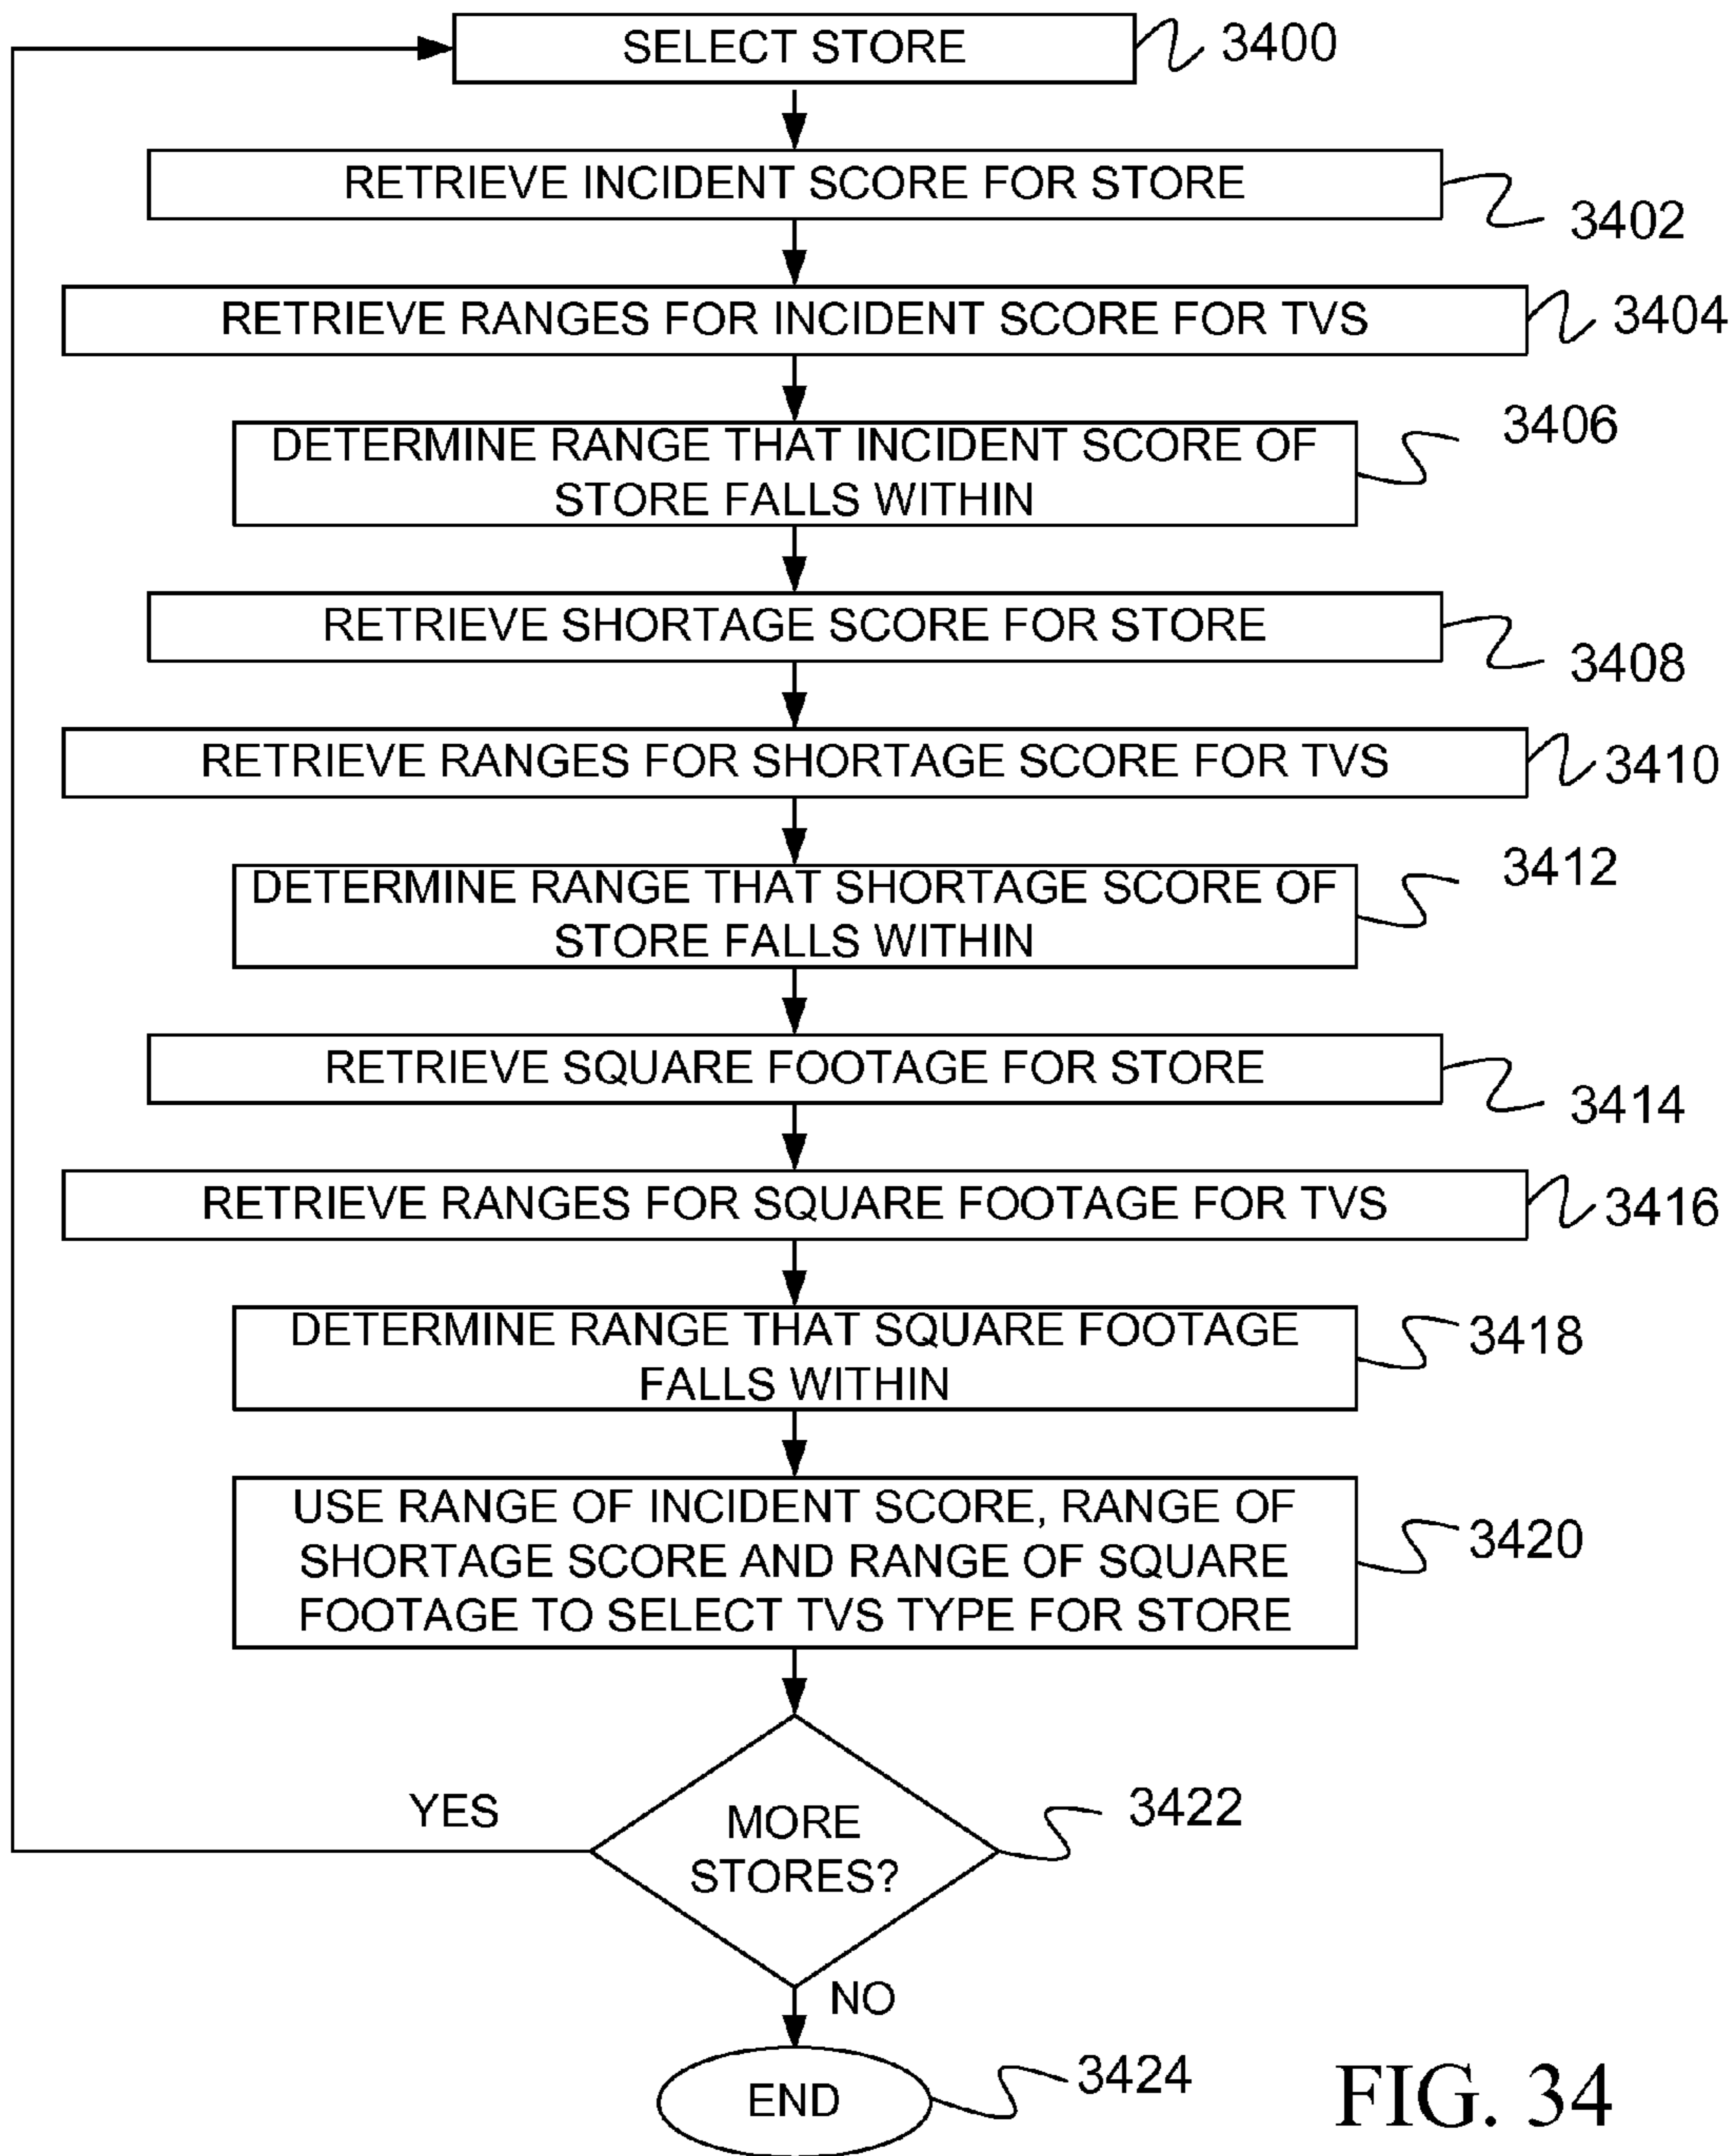 SELECT STORE
3400
RETRIEVE INCIDENT SCORE FOR STORE
3402
RETRIEVE RANGES FOR INCIDENT SCORE FOR TVS
3404
DETERMINE RANGE THAT INCIDENT SCORE OF
STORE FALLS WITHIN
3406
RETRIEVE SHORTAGE SCORE FOR STORE
3408
RETRIEVE RANGES FOR SHORTAGE SCORE FOR TVS
3410
DETERMINE RANGE THAT SHORTAGE SCORE OF
STORE FALLS WITHIN
3412
RETRIEVE SQUARE FOOTAGE FOR STORE
3414
RETRIEVE RANGES FOR SQUARE FOOTAGE FOR TVS
3416
DETERMINE RANGE THAT SQUARE FOOTAGE
FALLS WITHIN
3418
USE RANGE OF INCIDENT SCORE, RANGE OF
SHORTAGE SCORE AND RANGE OF SQUARE
FOOTAGE TO SELECT TVS TYPE FOR STORE
3420
YES
MORE
STORES?
3422
NO
END
3424
FIG. 34